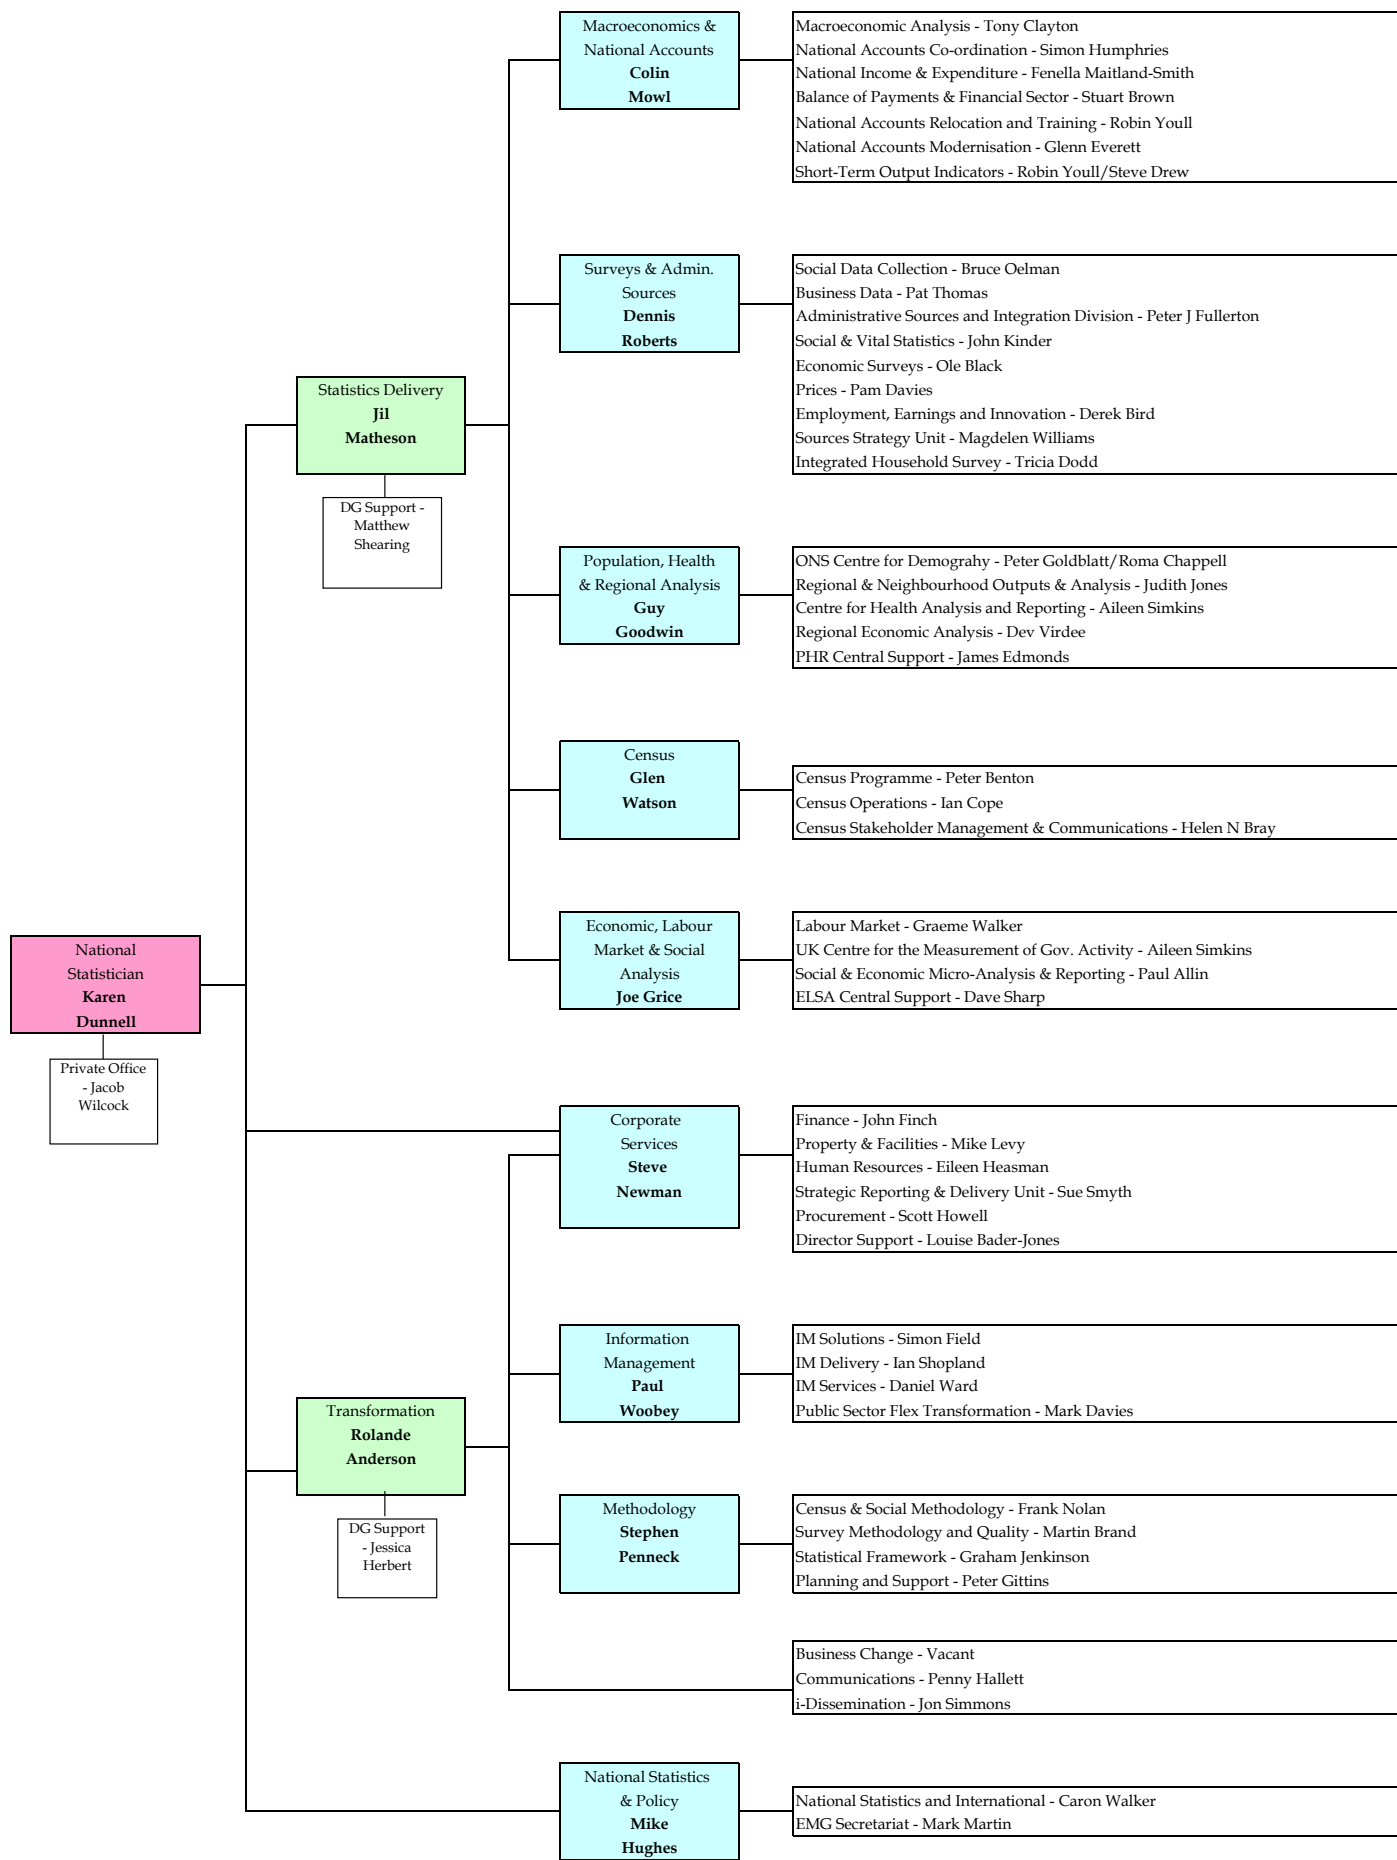 Macroeconomics &
National Accounts
Colin
Mowl
Macroeconomic Analysis - Tony Clayton
National Accounts Co-ordination - Simon Humphries
National Income & Expenditure - Fenella Maitland-Smith
Balance of Payments & Financial Sector - Stuart Brown
National Accounts Relocation and Training - Robin Youll
National Accounts Modernisation - Glenn Everett
Short-Term Output Indicators - Robin Youll/Steve Drew
Surveys & Admin.
Sources
Dennis
Roberts
Social Data Collection - Bruce Oelman
Business Data - Pat Thomas
Administrative Sources and Integration Division - Peter J Fullerton
Social & Vital Statistics - John Kinder
Economic Surveys - Ole Black
Prices - Pam Davies
Employment, Earnings and Innovation - Derek Bird
Sources Strategy Unit - Magdelen Williams
Integrated Household Survey - Tricia Dodd
Statistics Delivery
Jil
Matheson
DG Support -
Matthew
Shearing
Population, Health
& Regional Analysis
Guy
Goodwin
ONS Centre for Demograhy - Peter Goldblatt/Roma Chappell
Regional & Neighbourhood Outputs & Analysis - Judith Jones
Centre for Health Analysis and Reporting - Aileen Simkins
Regional Economic Analysis - Dev Virdee
PHR Central Support - James Edmonds
Census
Glen
Watson
Census Programme - Peter Benton
Census Operations - Ian Cope
Census Stakeholder Management & Communications - Helen N Bray
Economic, Labour
Market & Social
Analysis
Joe Grice
Labour Market - Graeme Walker
UK Centre for the Measurement of Gov. Activity - Aileen Simkins
Social & Economic Micro-Analysis & Reporting - Paul Allin
ELSA Central Support - Dave Sharp
National
Statistician
Karen
Dunnell
Private Office
- Jacob
Wilcock
Corporate
Services
Steve
Newman
Finance - John Finch
Property & Facilities - Mike Levy
Human Resources - Eileen Heasman
Strategic Reporting & Delivery Unit - Sue Smyth
Procurement - Scott Howell
Director Support - Louise Bader-Jones
Information
Management
Paul
Woobey
IM Solutions - Simon Field
IM Delivery - Ian Shopland
IM Services - Daniel Ward
Public Sector Flex Transformation - Mark Davies
Transformation
Rolande
Anderson
DG Support
- Jessica
Herbert
Methodology
Stephen
Penneck
Census & Social Methodology - Frank Nolan
Survey Methodology and Quality - Martin Brand
Statistical Framework - Graham Jenkinson
Planning and Support - Peter Gittins
Business Change - Vacant
Communications - Penny Hallett
i-Dissemination - Jon Simmons
National Statistics
& Policy
Mike
Hughes
National Statistics and International - Caron Walker
EMG Secretariat - Mark Martin